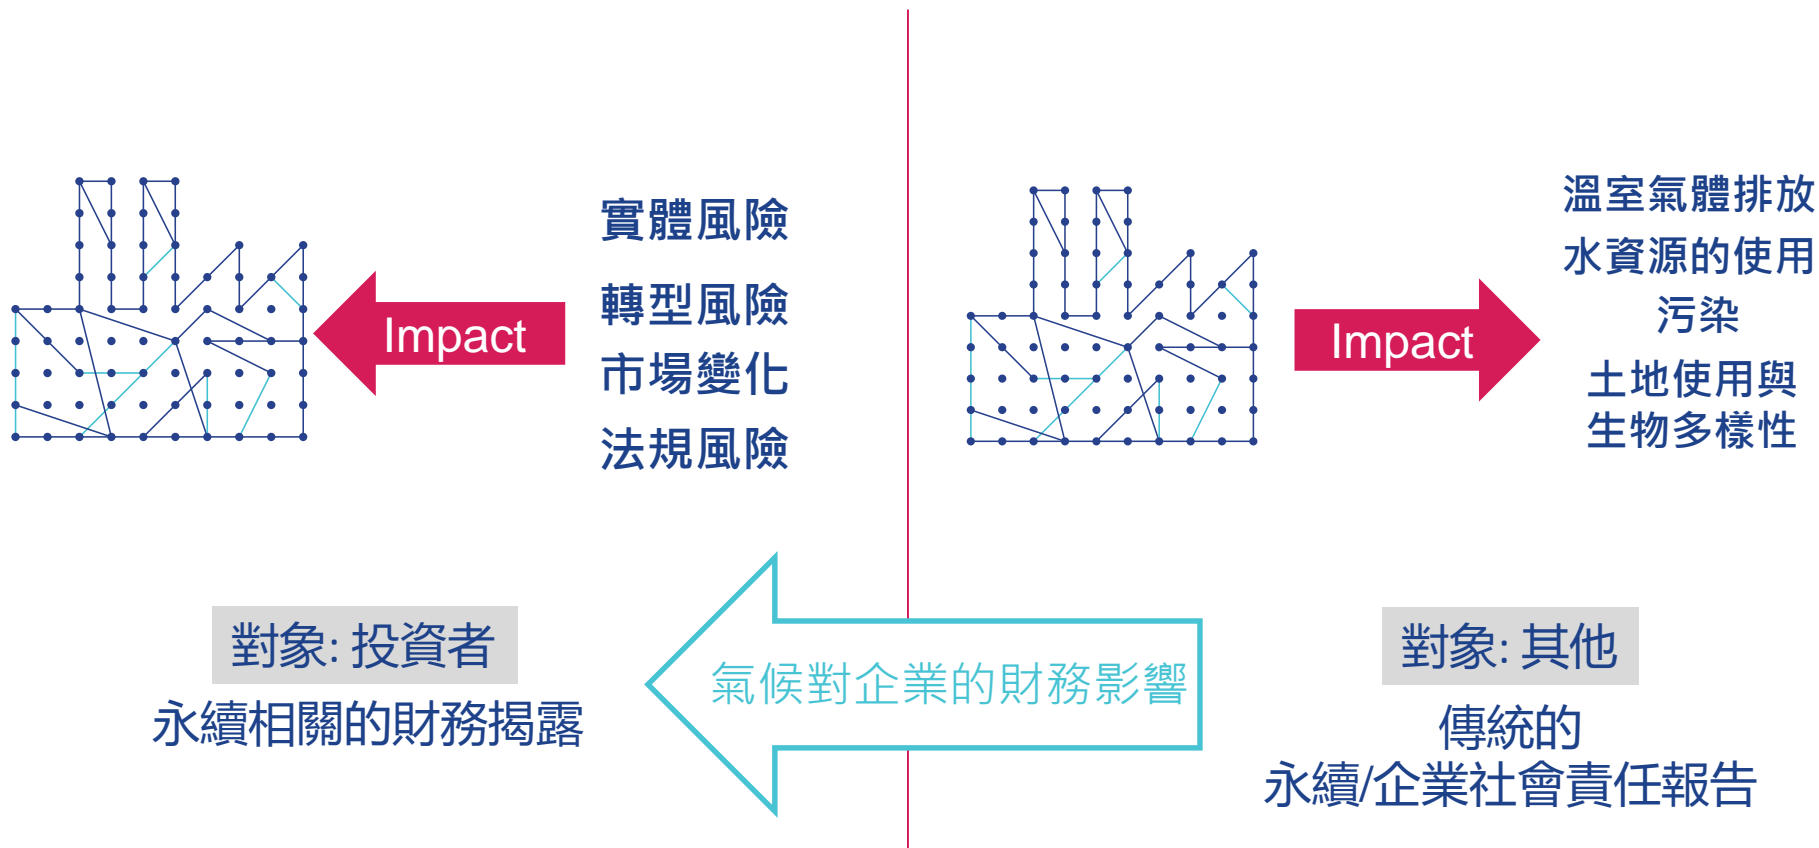 Impact
實體風險
轉型風險
市場變化
法規風險
對象: 投資者
永續相關的財務揭露
氣候對企業的財務影響
Impact
溫室氣體排放
水資源的使用
污染
土地使用與
生物多樣性
對象: 其他
傳統的
永續/企業社會責任報告